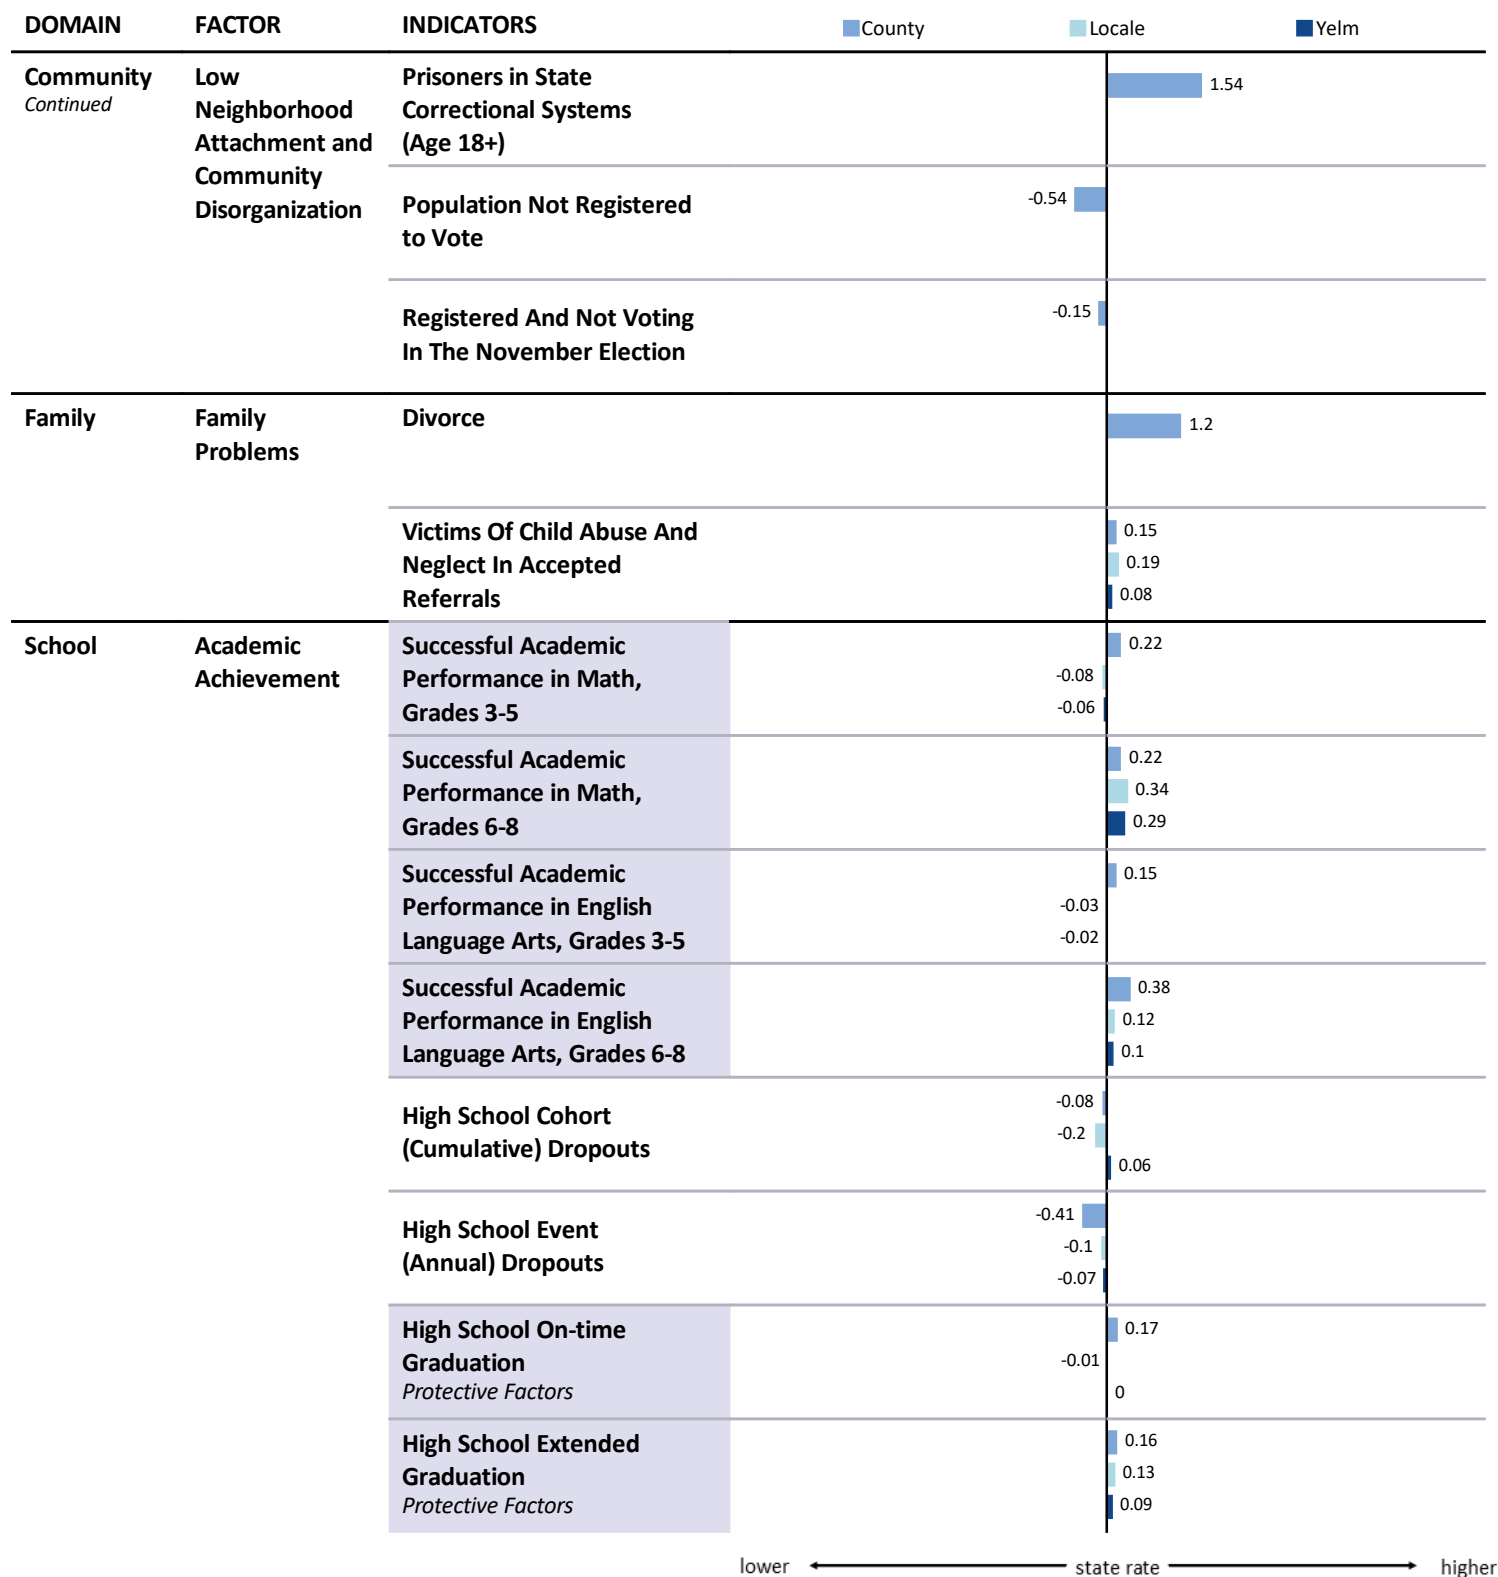 DOMAIN FACTOR INDICATORS County Locale Yelm
Community
Continued
Low
Neighborhood
Attachment and
Community
Disorganization
Prisoners in State
Correctional Systems
(Age 18+)
1.54
Population Not Registered
to Vote
-0.54
Registered And Not Voting
In The November Election
-0.15
Family
Family
Problems
Divorce
1.2
Victims Of Child Abuse And
Neglect In Accepted
Referrals
0.15
0.19
0.08
School
Academic
Achievement
Successful Academic
Performance in Math,
Grades 3-5
0.22
-0.08
-0.06
Successful Academic
Performance in Math,
Grades 6-8
0.22
0.34
0.29
Successful Academic
Performance in English
Language Arts, Grades 3-5
0.15
-0.03
-0.02
Successful Academic
Performance in English
Language Arts, Grades 6-8
0.38
0.12
0.1
High School Cohort
(Cumulative) Dropouts
-0.08
-0.2
0.06
High School Event
(Annual) Dropouts
-0.41
-0.1
-0.07
High School On-time
Graduation
Protective Factors
0.17
-0.01
0
High School Extended
Graduation
Protective Factors
0.16
0.13
0.09
lower state rate higher